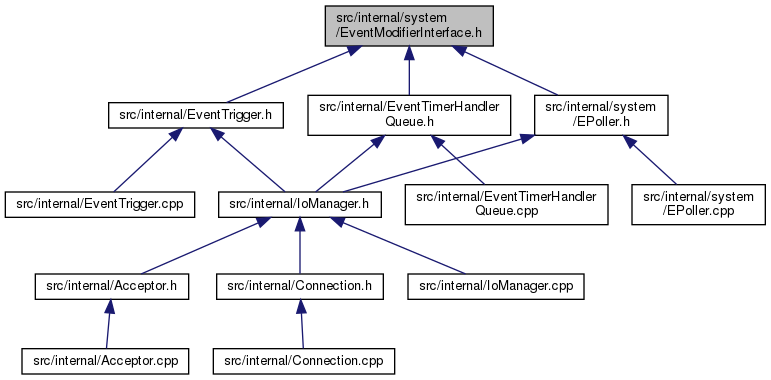 src/internal/system
/EventModifierInterface.h
src/internal/EventTrigger.h
src/internal/EventTimerHandler
Queue.h
src/internal/system
/EPoller.h
src/internal/EventTrigger.cpp
src/internal/IoManager.h
src/internal/EventTimerHandler
Queue.cpp
src/internal/system
/EPoller.cpp
src/internal/Acceptor.h
src/internal/Connection.h
src/internal/IoManager.cpp
src/internal/Acceptor.cpp
src/internal/Connection.cpp